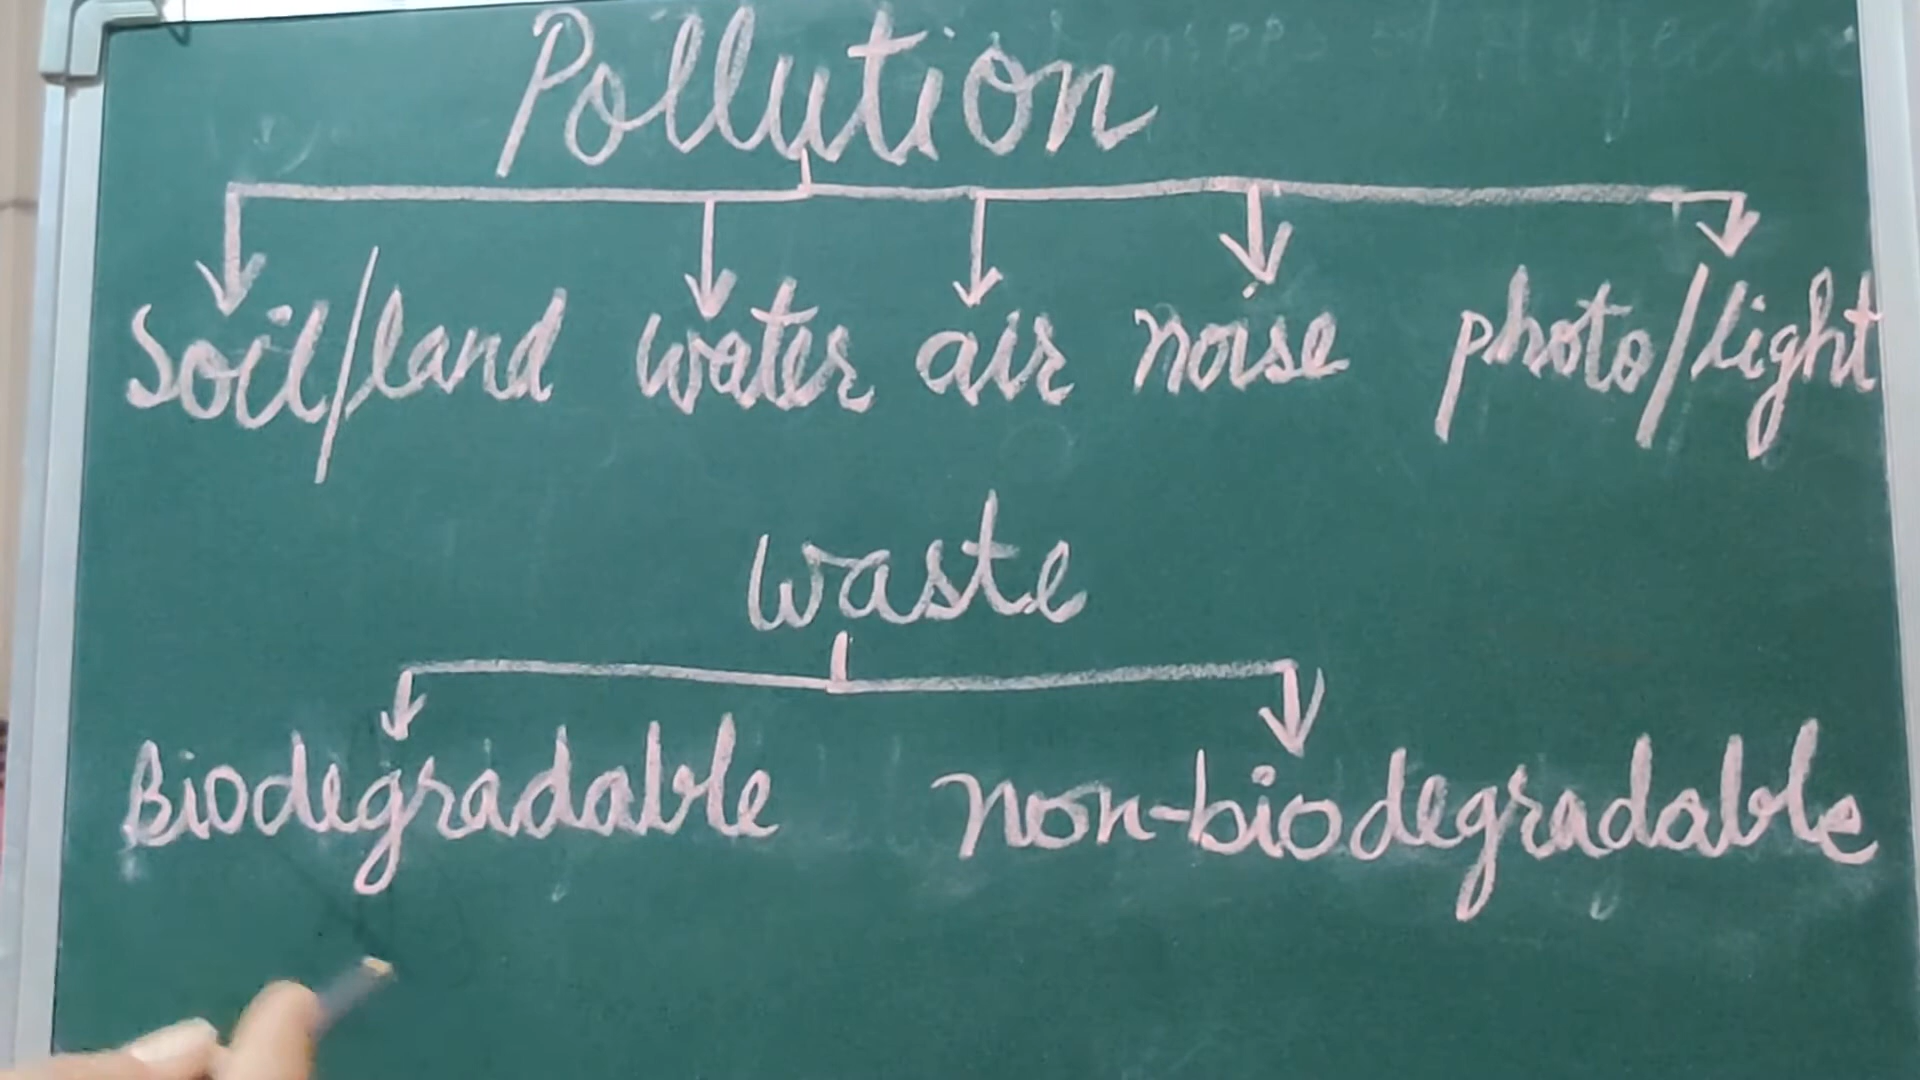 Pollution
Soil/land water air noise photo/light
waste
Biodegradable non-biodegradable